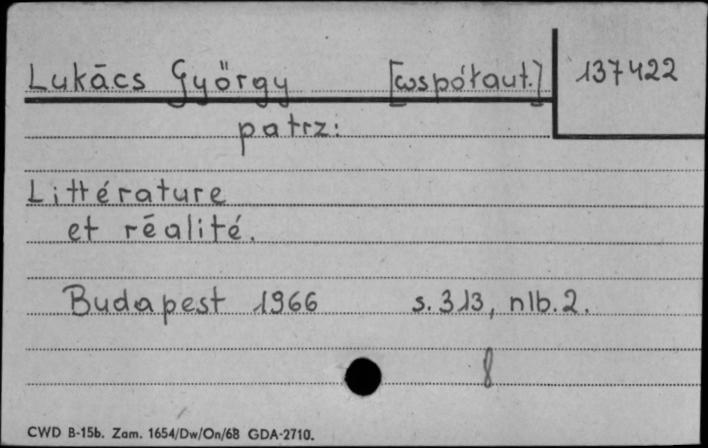 Lukács György [współaut.] 137422
patrz:
Littérature
et réalité.
Budapest 1966 s. 313, nlb. 2.
8
CWD B-15b. Zam. 1654/Dw/On/68 GDA-2710.